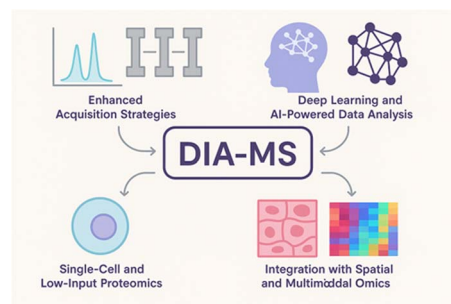 Enhanced
Acquisition Strategies
Deep Learning and
AI-Powered Data Analysis
DIA-MS
Single-Cell and
Low-Input Proteomics
Integration with Spatial
and Multimodal Omics